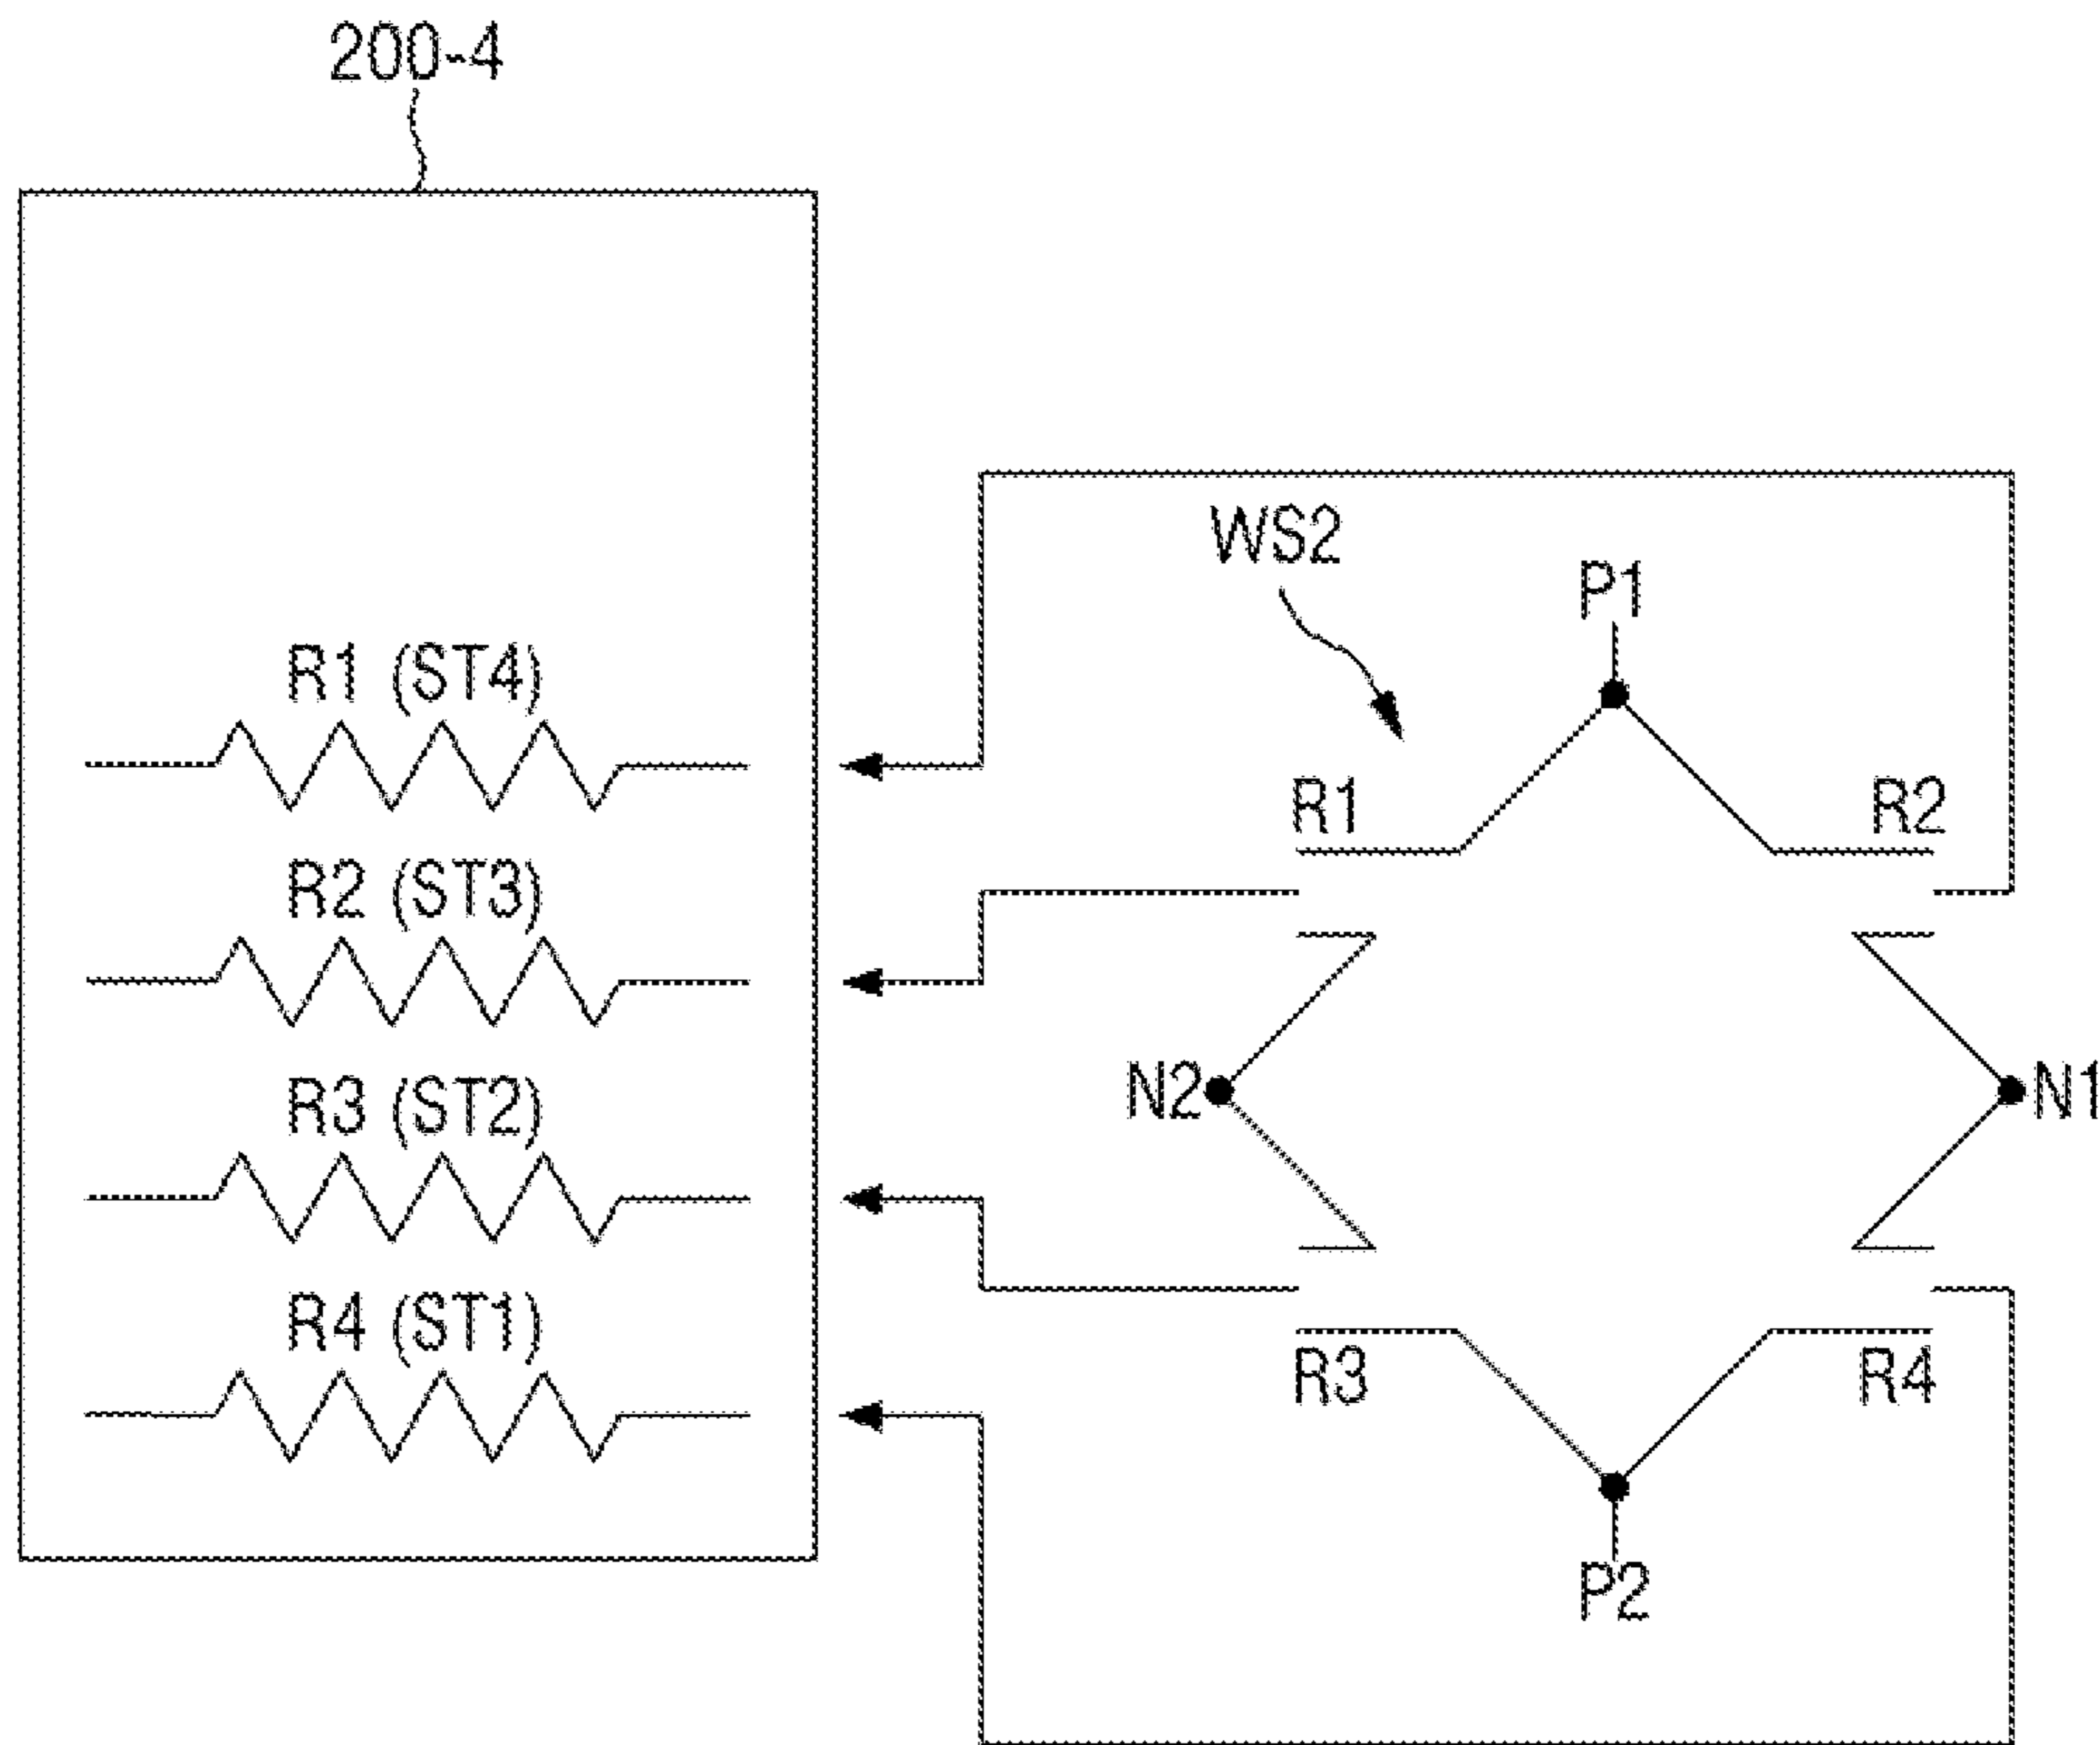 200-4
WS2
P1
R1 (ST4)
R1
R2
R2 (ST3)
N2
N1
R3 (ST2)
R4 (ST1)
R3
R4
P2